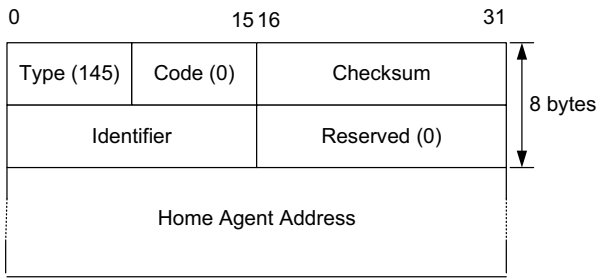 0 15 16 31
Type (145) Code (0) Checksum
8 bytes
Identifier Reserved (0)
Home Agent Address